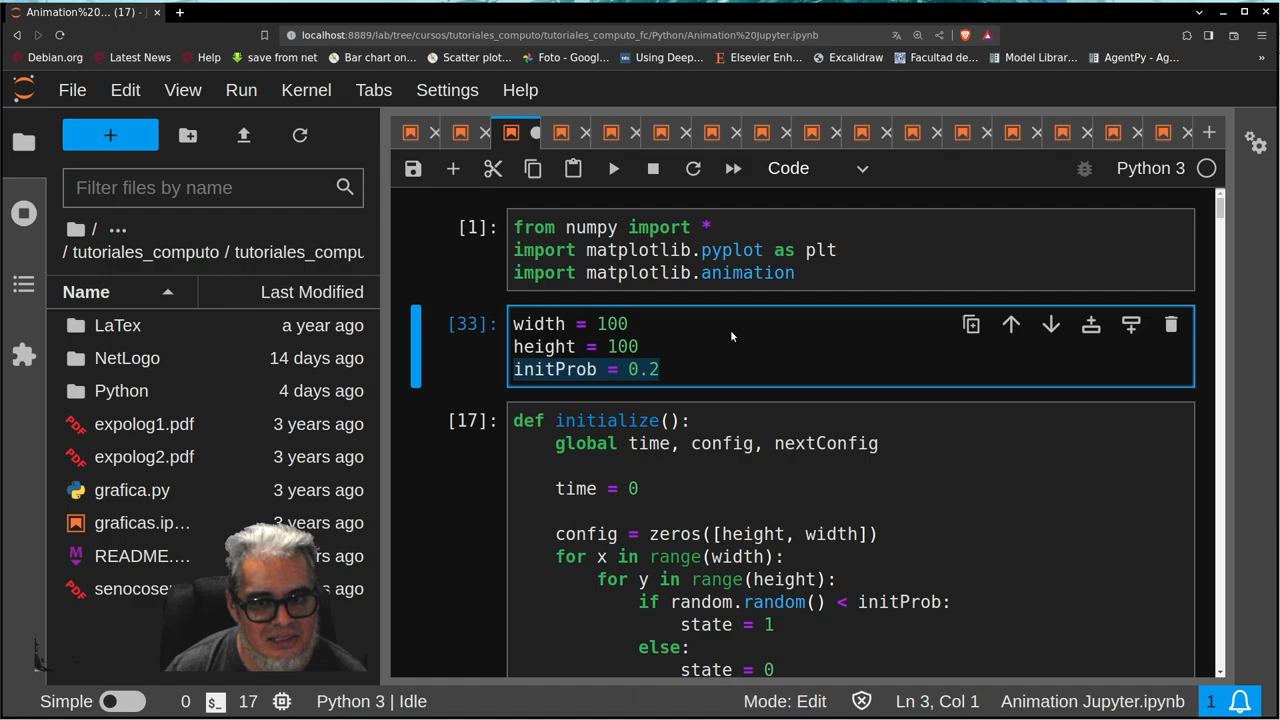 Animation%20... (17) - J
localhost:8889/lab/tree/cursos/tutoriales_computo/tutoriales_computo_fc/Python/Animation%20Jupyter.ipynb
Debian.org Latest News Help save from net Bar chart on... Scatter plot... Foto - Googl... Using Deep... Elsevier Enh... Excalidraw Facultad de... Model Librar... AgentPy - Ag... »
File Edit View Run Kernel Tabs Settings Help
Code Python 3
Filter files by name
/ ...
/ tutoriales_computo / tutoriales_compu
Name Last Modified
LaTex a year ago
NetLogo 14 days ago
Python 4 days ago
expolog1.pdf 3 years ago
expolog2.pdf 3 years ago
grafica.py 3 years ago
graficas.ip... 3 years ago
README.... ago
ago
[1]:
from numpy import *
import matplotlib.pyplot as plt
import matplotlib.animation
[33]:
width = 100
height = 100
initProb = 0.2
[17]:
def initialize():
global time, config, nextConfig
time = 0
config = zeros([height, width])
for x in range(width):
for y in range(height):
if random.random() < initProb:
state = 1
else:
state = 0
Simple 0 $_ 17 Python 3 | Idle Mode: Edit Ln 3, Col 1 Animation Jupyter.ipynb 1